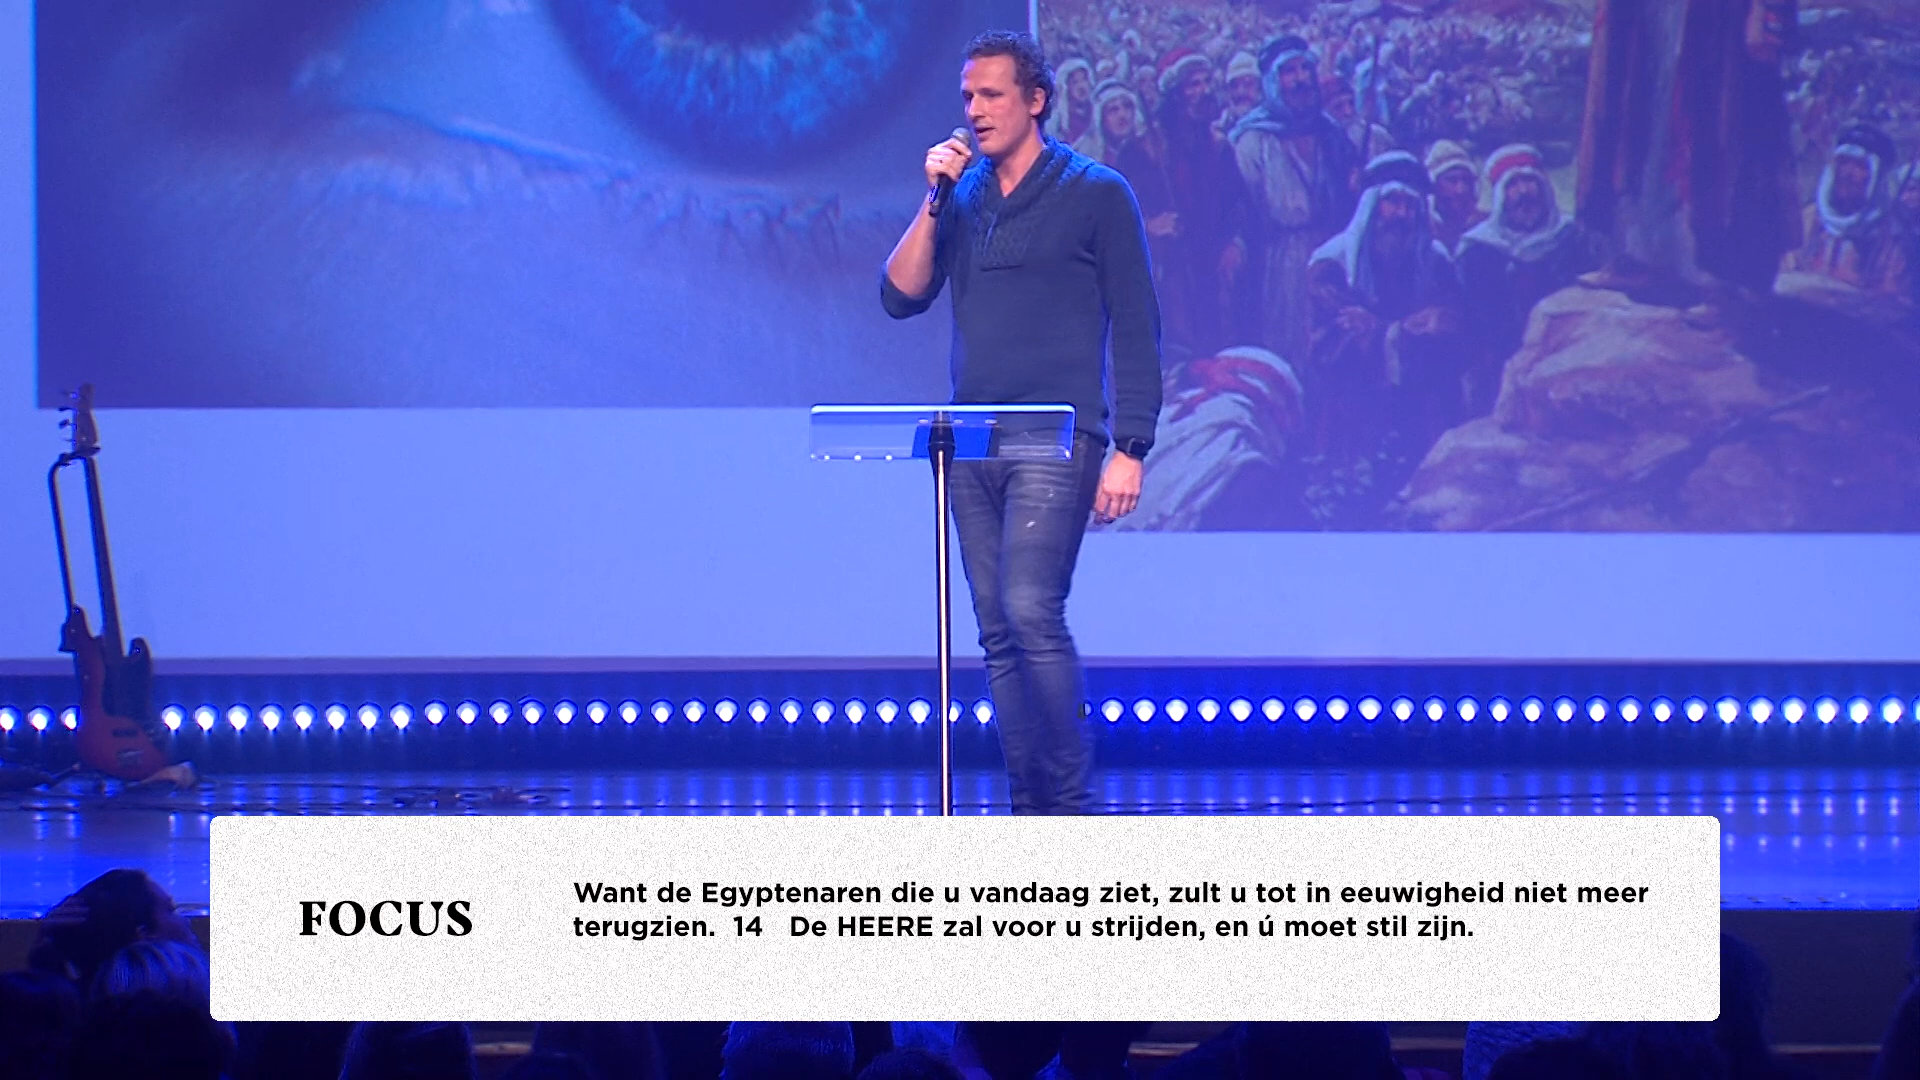 FOCUS
Want de Egyptenaren die u vandaag ziet, zult u tot in eeuwigheid niet meer
terugzien.  14   De HEERE zal voor u strijden, en ú moet stil zijn.